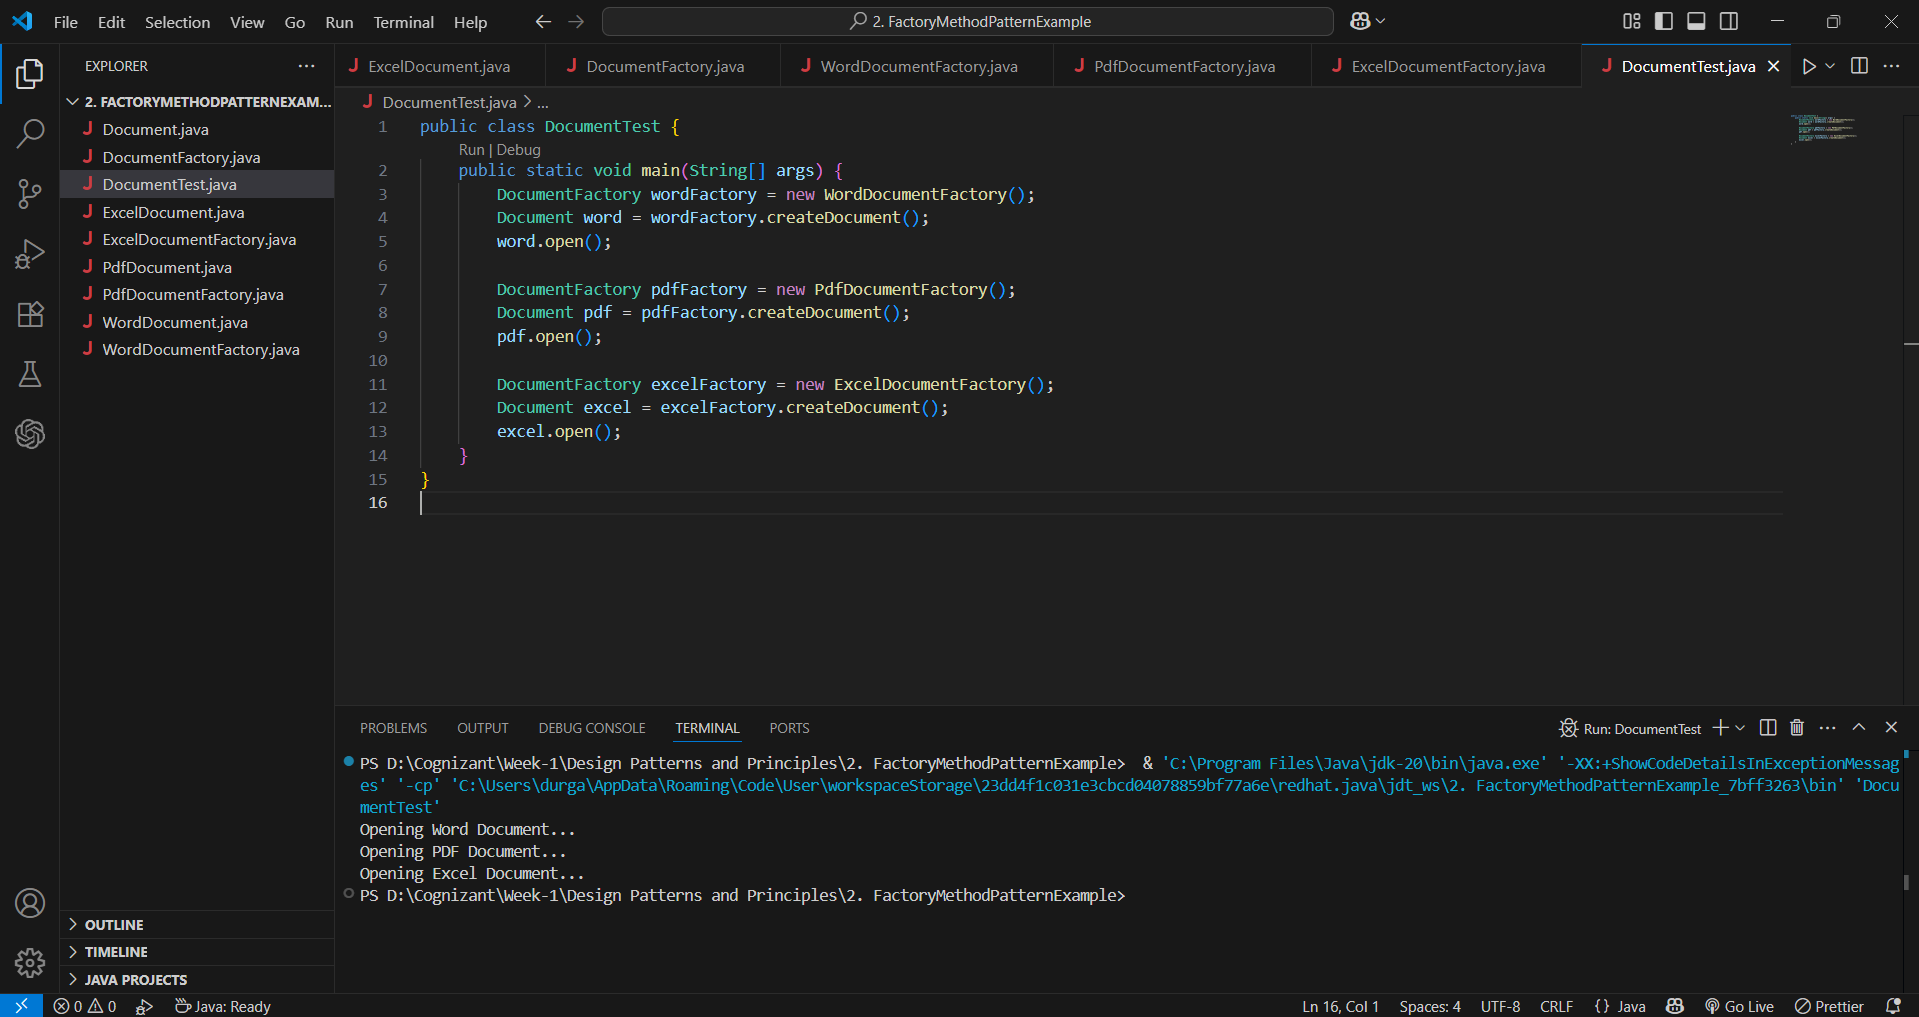 File Edit Selection View Go Run Terminal Help
2. FactoryMethodPatternExample
EXPLORER
2. FACTORYMETHODPATTERNEXAM...
Document.java
DocumentFactory.java
DocumentTest.java
ExcelDocument.java
ExcelDocumentFactory.java
PdfDocument.java
PdfDocumentFactory.java
WordDocument.java
WordDocumentFactory.java
OUTLINE
TIMELINE
JAVA PROJECTS
ExcelDocument.java DocumentFactory.java WordDocumentFactory.java PdfDocumentFactory.java ExcelDocumentFactory.java DocumentTest.java
DocumentTest.java > ...
1 public class DocumentTest {
Run | Debug
2 public static void main(String[] args) {
3 DocumentFactory wordFactory = new WordDocumentFactory();
4 Document word = wordFactory.createDocument();
5 word.open();
6
7 DocumentFactory pdfFactory = new PdfDocumentFactory();
8 Document pdf = pdfFactory.createDocument();
9 pdf.open();
10
11 DocumentFactory excelFactory = new ExcelDocumentFactory();
12 Document excel = excelFactory.createDocument();
13 excel.open();
14 }
15 }
16
PROBLEMS OUTPUT DEBUG CONSOLE TERMINAL PORTS
Run: DocumentTest
PS D:\Cognizant\Week-1\Design Patterns and Principles\2. FactoryMethodPatternExample>  & 'C:\Program Files\Java\jdk-20\bin\java.exe' '-XX:+ShowCodeDetailsInExceptionMessag
es' '-cp' 'C:\Users\durga\AppData\Roaming\Code\User\workspaceStorage\23dd4f1c031e3cbcd04078859bf77a6e\redhat.java\jdt_ws\2. FactoryMethodPatternExample_7bff3263\bin' 'Docu
mentTest'
Opening Word Document...
Opening PDF Document...
Opening Excel Document...
PS D:\Cognizant\Week-1\Design Patterns and Principles\2. FactoryMethodPatternExample>
0 0 Java: Ready Ln 16, Col 1 Spaces: 4 UTF-8 CRLF {} Java Go Live Prettier